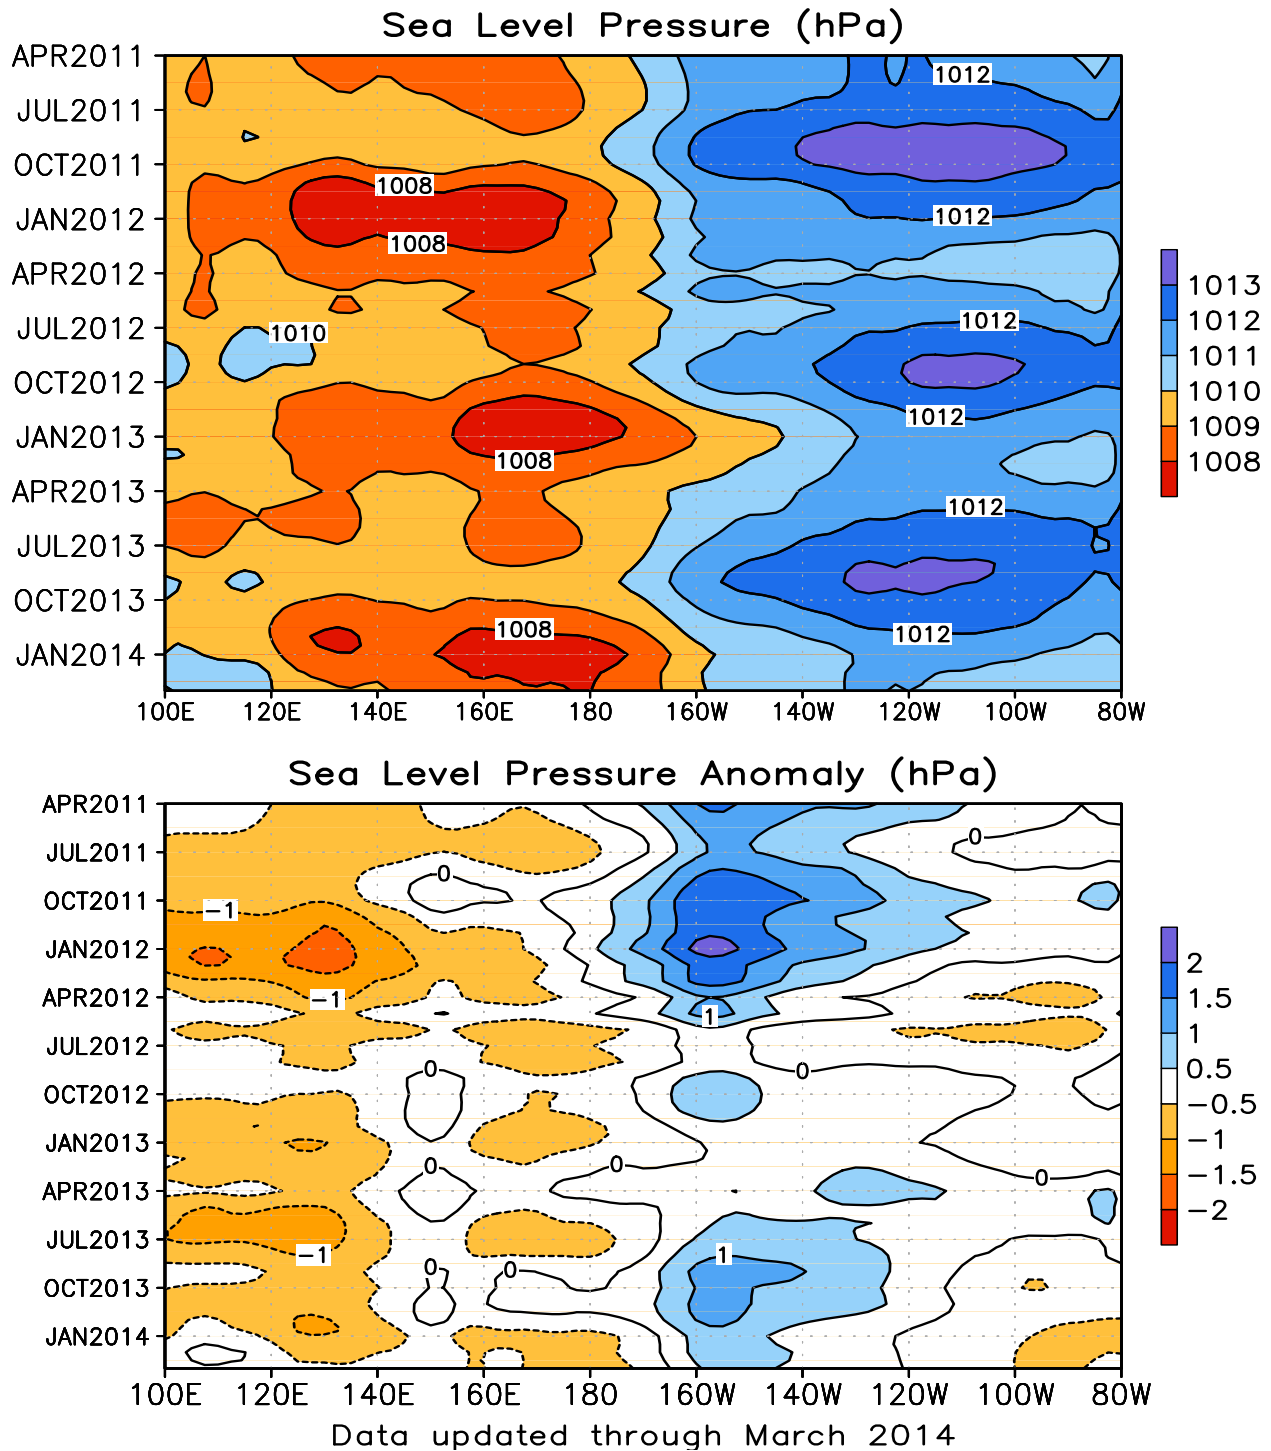 Sea Level Pressure (hPa)
APR2011
JUL2011
OCT2011
JAN2012
APR2012
JUL2012
OCT2012
JAN2013
APR2013
JUL2013
OCT2013
JAN2014
1012
1008
1012
1008
1012
1010
1012
1008
1012
1008
1012
1013
1012
1011
1010
1009
1008
100E 120E 140E 160E 180 160W 140W 120W 100W 80W
Sea Level Pressure Anomaly (hPa)
APR2011
JUL2011
OCT2011
JAN2012
APR2012
JUL2012
OCT2012
JAN2013
APR2013
JUL2013
OCT2013
JAN2014
0
0
-1
-1
1
0
0
0
0
0
1
-1
0
0
2
1.5
1
0.5
-0.5
-1
-1.5
-2
100E 120E 140E 160E 180 160W 140W 120W 100W 80W
Data updated through March 2014